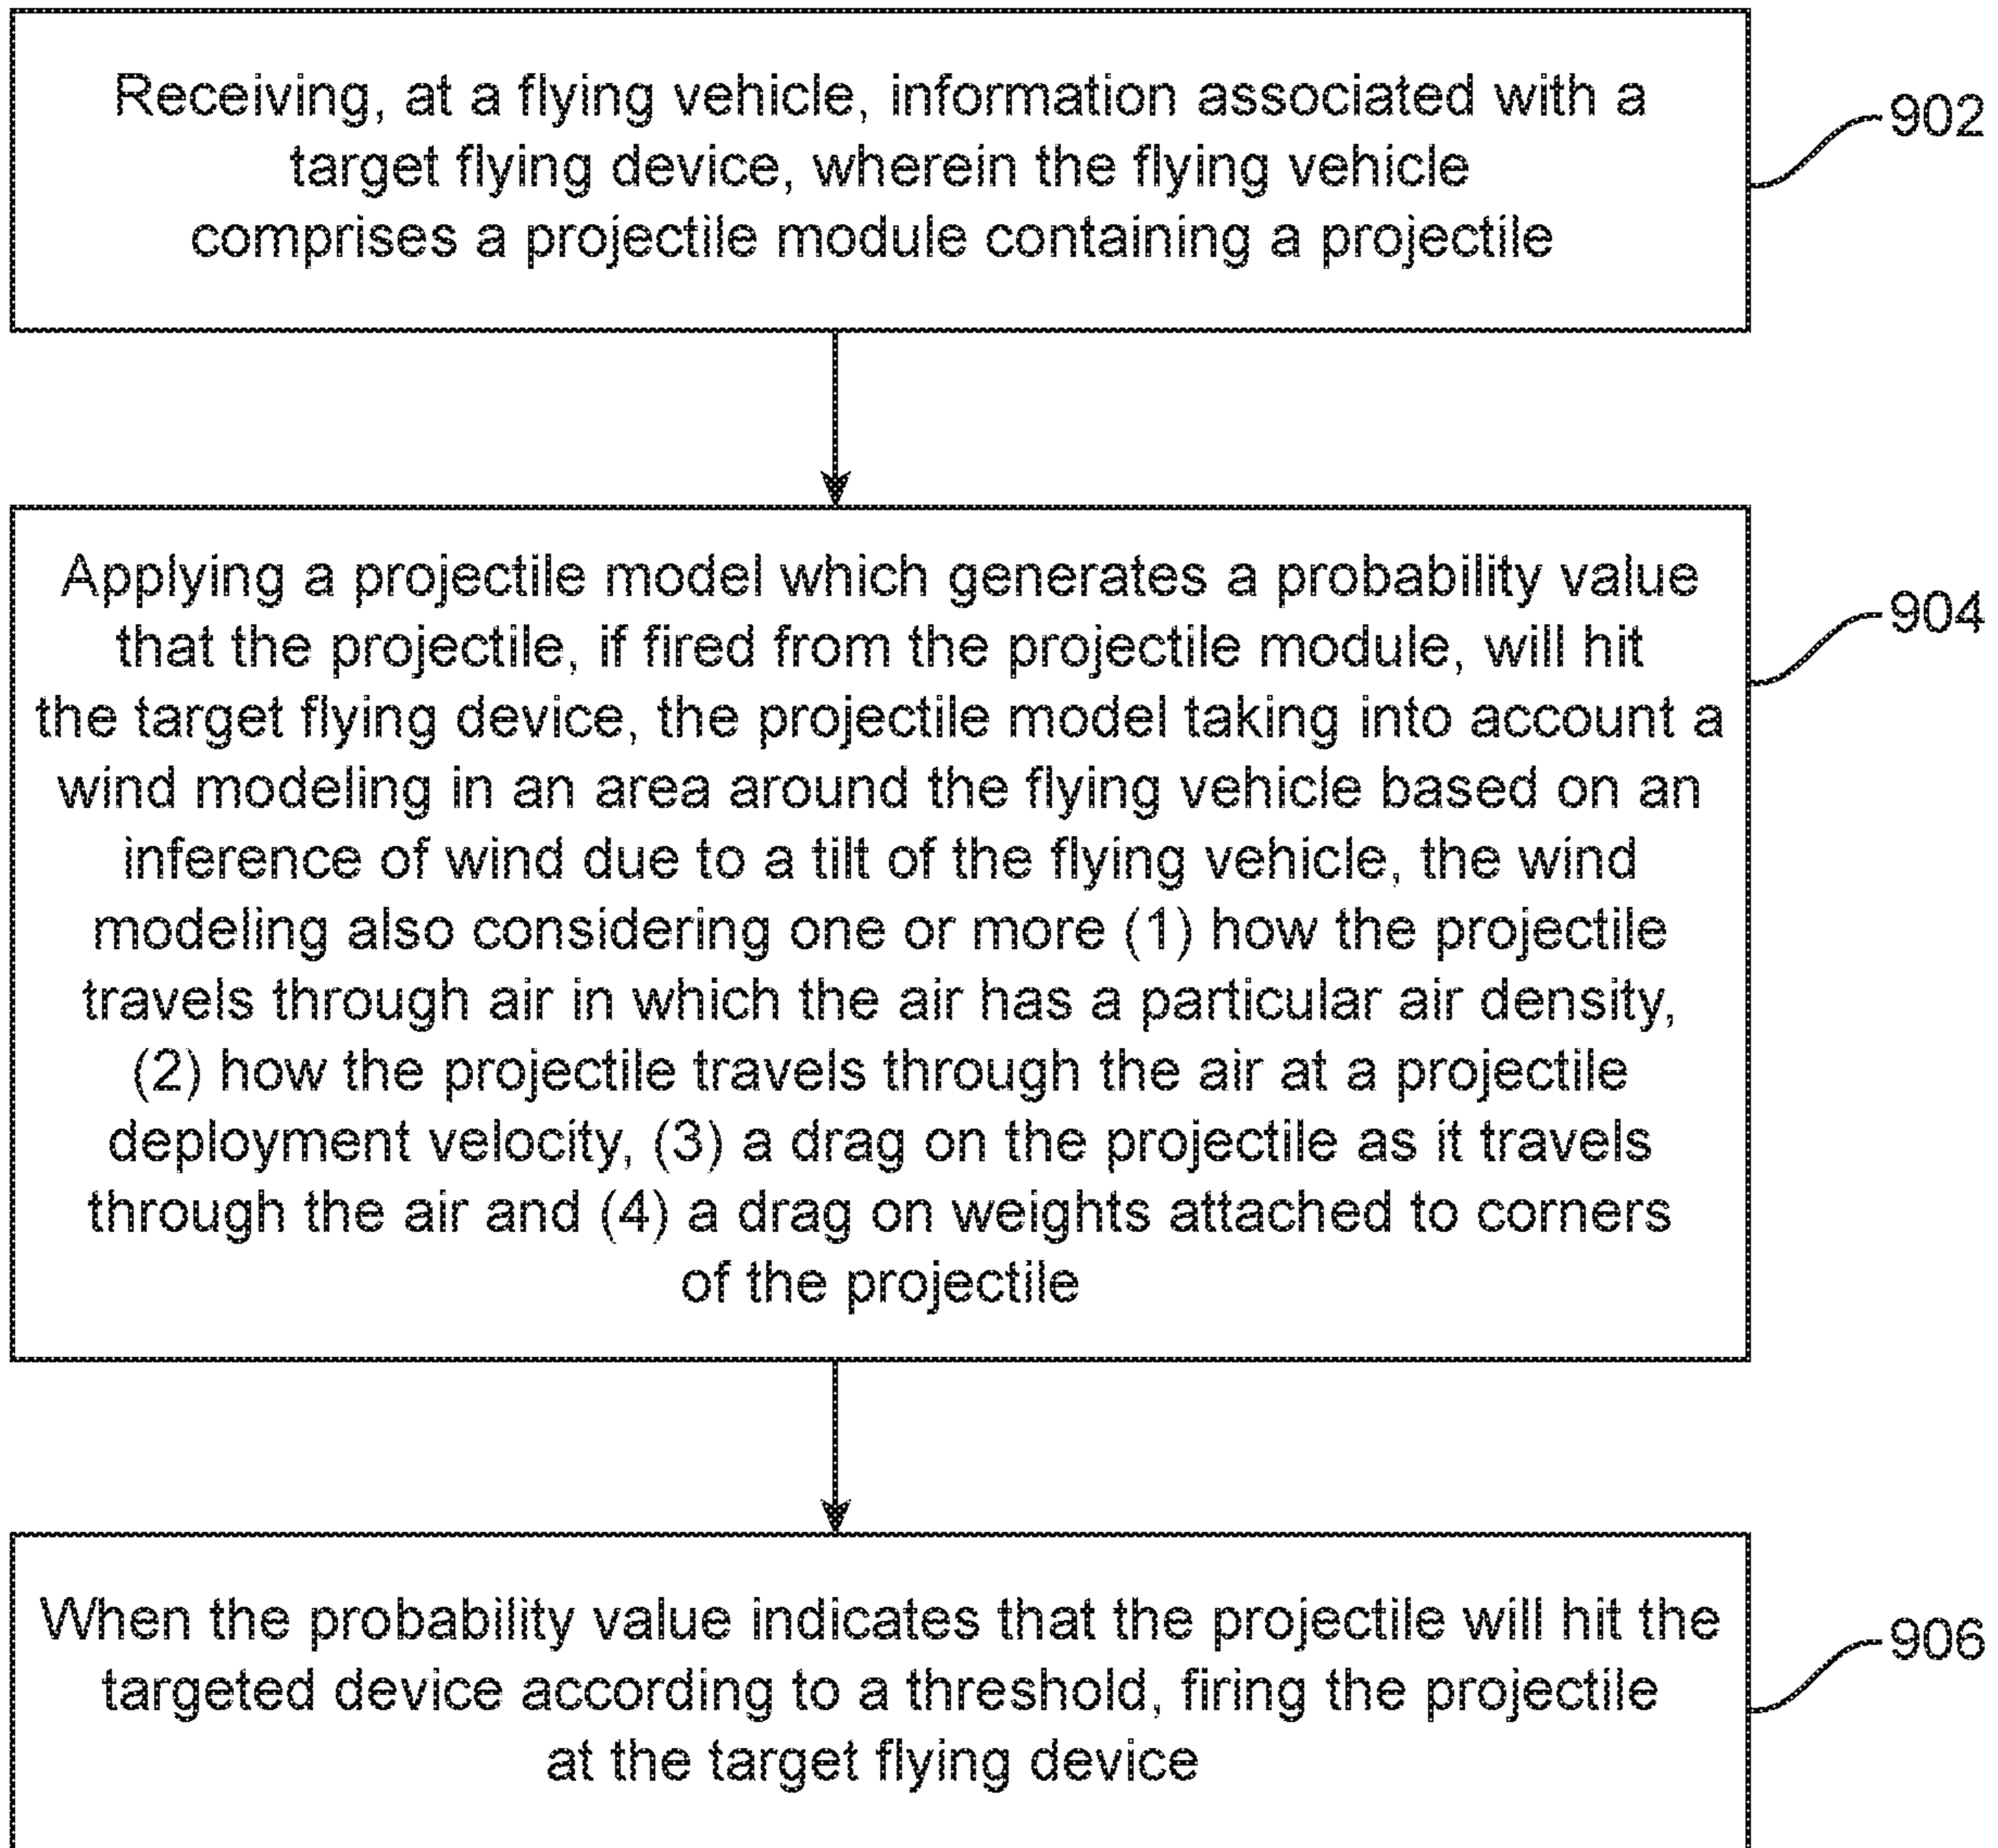 Receiving, at a flying vehicle, information associated with a
target flying device, wherein the flying vehicle
comprises a projectile module containing a projectile
902
Applying a projectile model which generates a probability value
that the projectile, if fired from the projectile module, will hit
the target flying device, the projectile model taking into account a
wind modeling in an area around the flying vehicle based on an
inference of wind due to a tilt of the flying vehicle, the wind
modeling also considering one or more (1) how the projectile
travels through air in which the air has a particular air density,
(2) how the projectile travels through the air at a projectile
deployment velocity, (3) a drag on the projectile as it travels
through the air and (4) a drag on weights attached to corners
of the projectile
904
When the probability value indicates that the projectile will hit the
targeted device according to a threshold, firing the projectile
at the target flying device
906